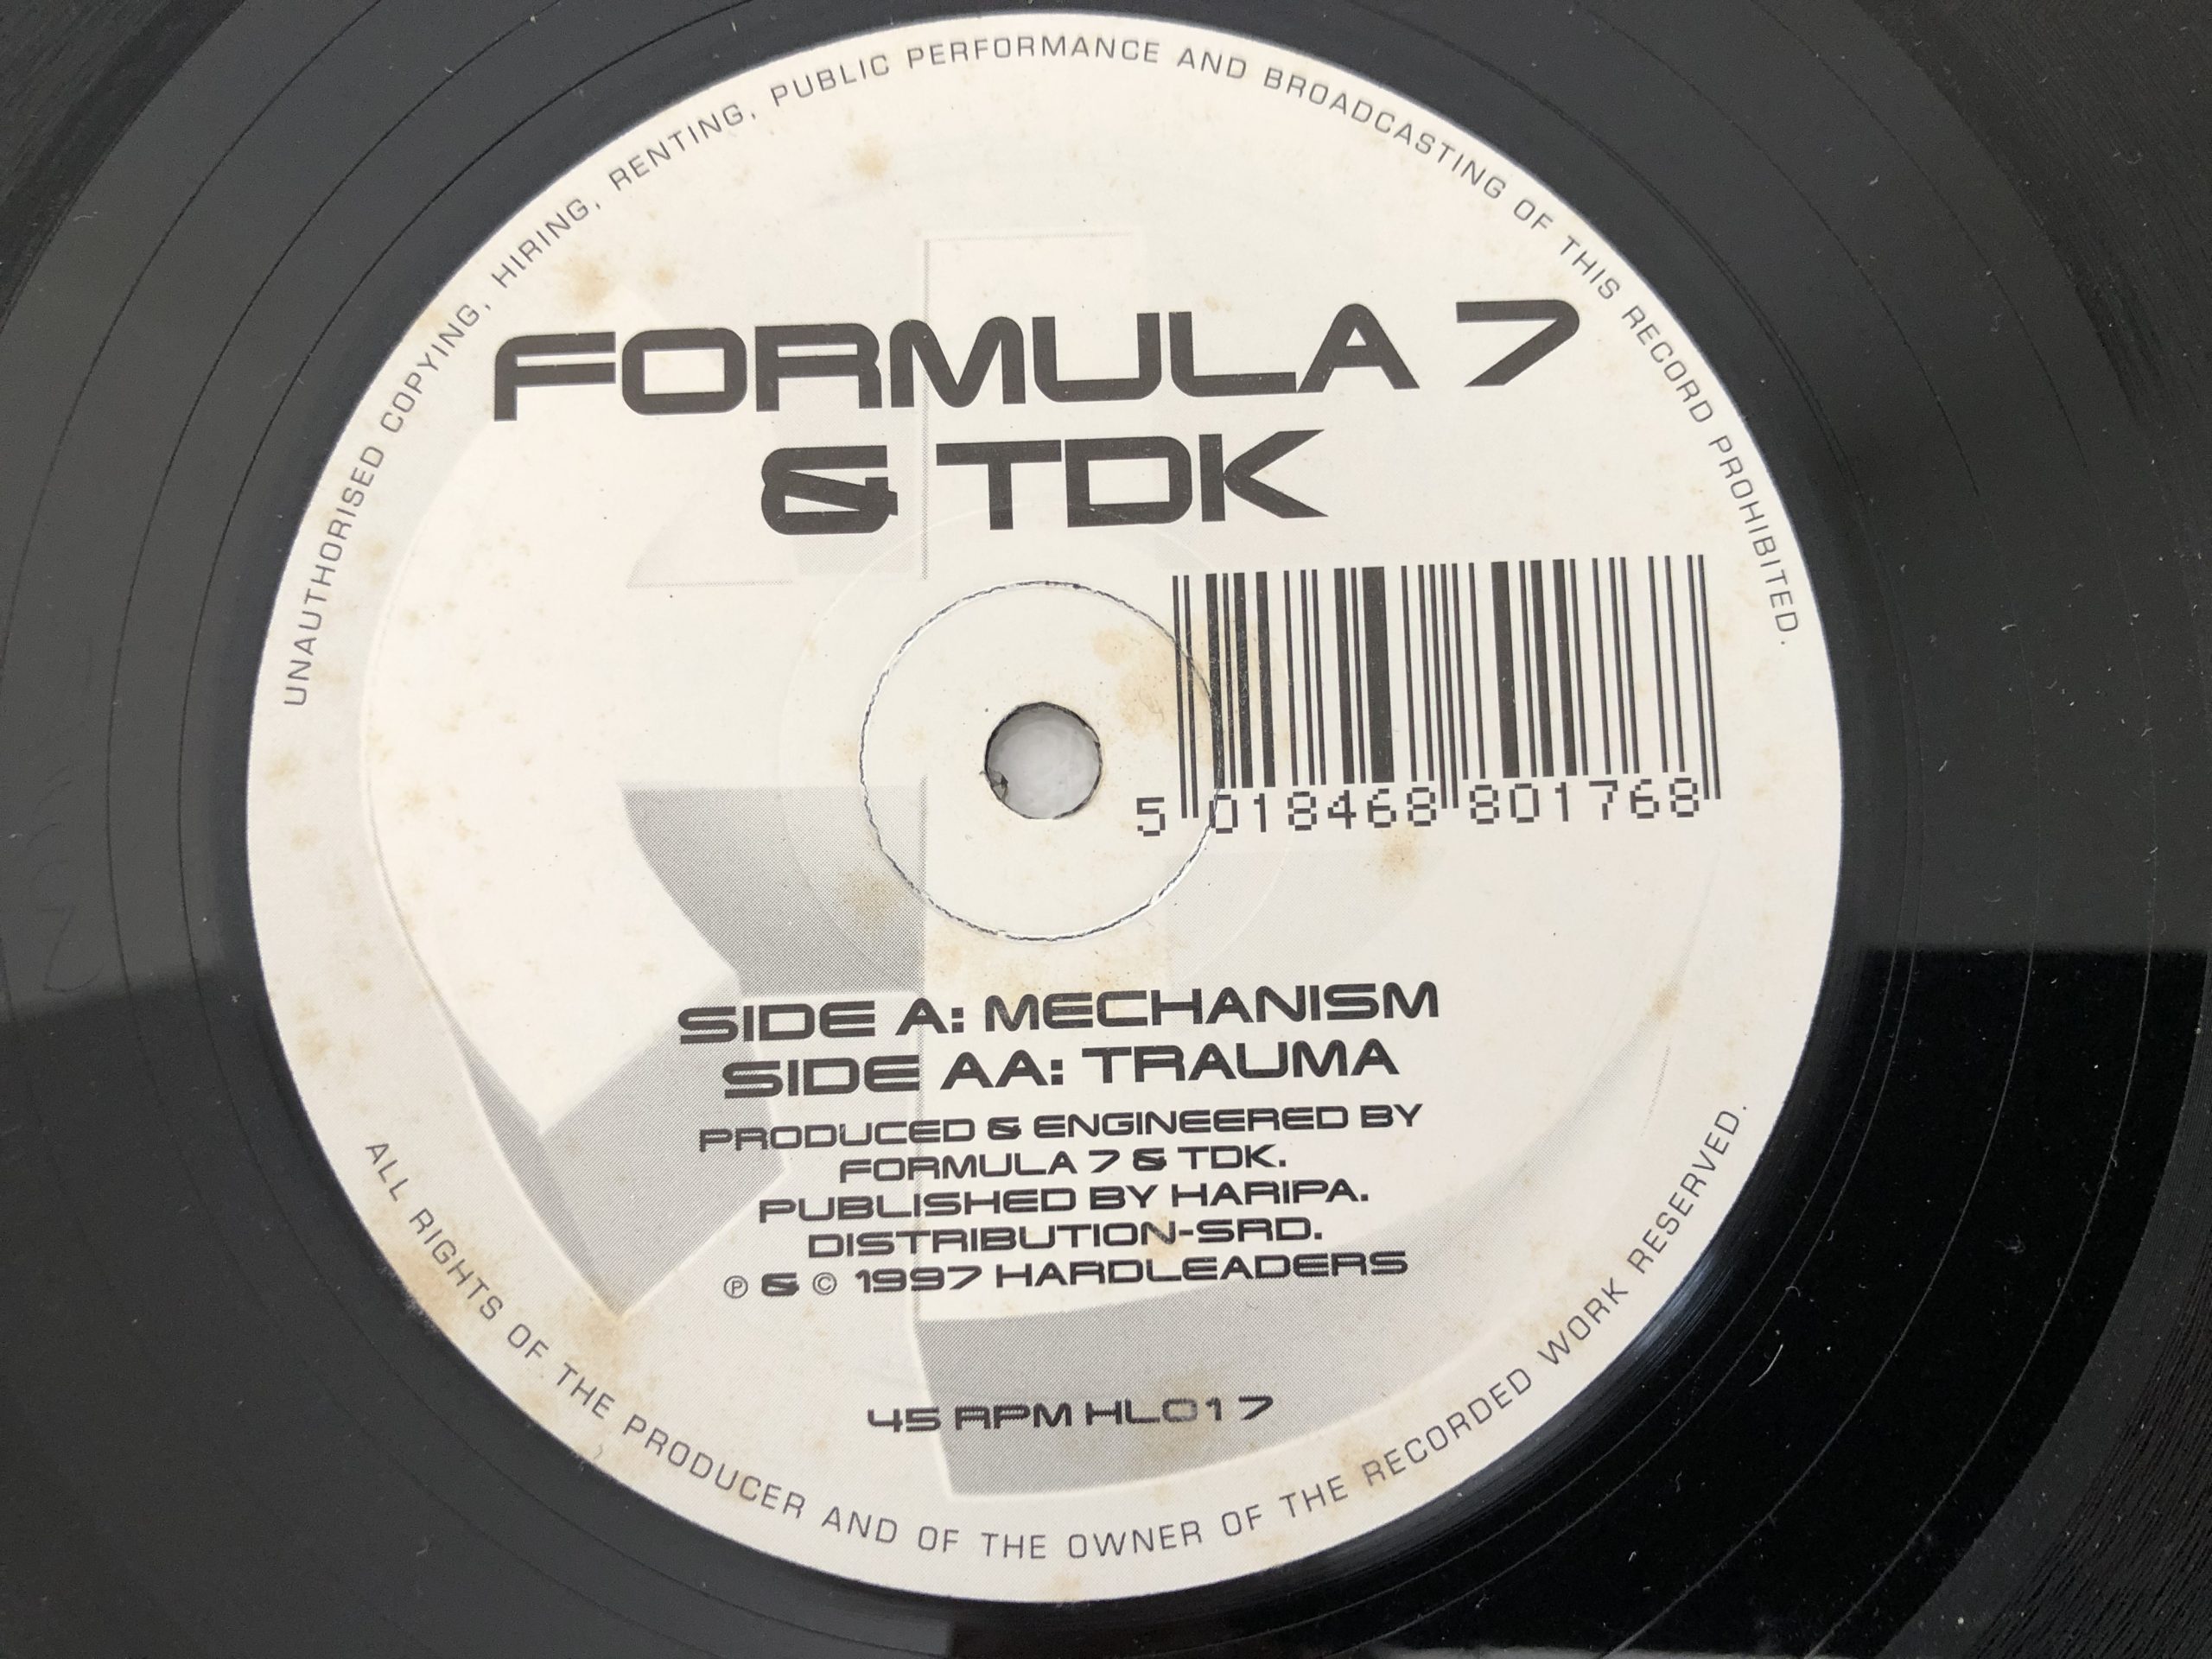 UNAUTHORISED COPYING, HIRING, RENTING, PUBLIC PERFORMANCE AND BROADCASTING OF THIS RECORD PROHIBITED.
FORMULA 7
& TDK
5 018468 801768
SIDE A: MECHANISM
SIDE AA: TRAUMA
PRODUCED & ENGINEERED BY
FORMULA 7 & TDK.
PUBLISHED BY HARIPA.
DISTRIBUTION-SRD.
℗ & © 1997 HARDLEADERS
45 RPM HL017
ALL RIGHTS OF THE PRODUCER AND OF THE OWNER OF THE RECORDED WORK RESERVED.